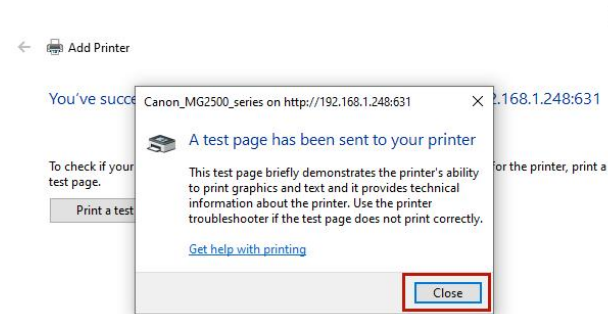 Add Printer
You've succe
2.168.1.248:631
Canon_MG2500_series on http://192.168.1.248:631
A test page has been sent to your printer
To check if your
for the printer, print a
test page.
This test page briefly demonstrates the printer's ability
to print graphics and text and it provides technical
information about the printer. Use the printer
troubleshooter if the test page does not print correctly.
Print a test
Get help with printing
Close